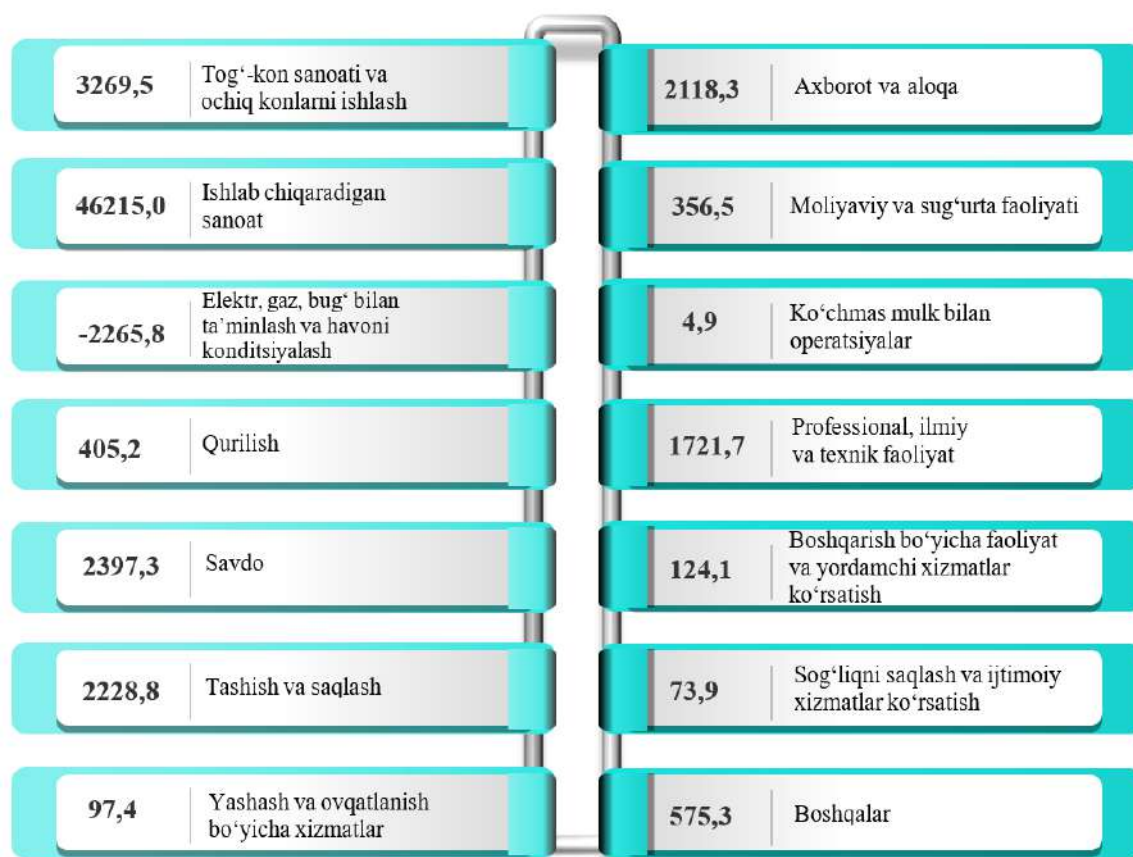 3269,5
Tog‘-kon sanoati va
ochiq konlarni ishlash
46215,0
Ishlab chiqaradigan
sanoat
-2265,8
Elektr, gaz, bug‘ bilan
ta`minlash va havoni
konditsiyalash
405,2
Qurilish
2397,3
Savdo
2228,8
Tashish va saqlash
97,4
Yashash va ovqatlanish
bo‘yicha xizmatlar
2118,3
Axborot va aloqa
356,5
Moliyaviy va sug‘urta faoliyati
4,9
Ko‘chmas mulk bilan
operatsiyalar
1721,7
Professional, ilmiy
va texnik faoliyat
124,1
Boshqarish bo‘yicha faoliyat
va yordamchi xizmatlar
ko‘rsatish
73,9
Sog‘liqni saqlash va ijtimoiy
xizmatlar ko‘rsatish
575,3
Boshqalar